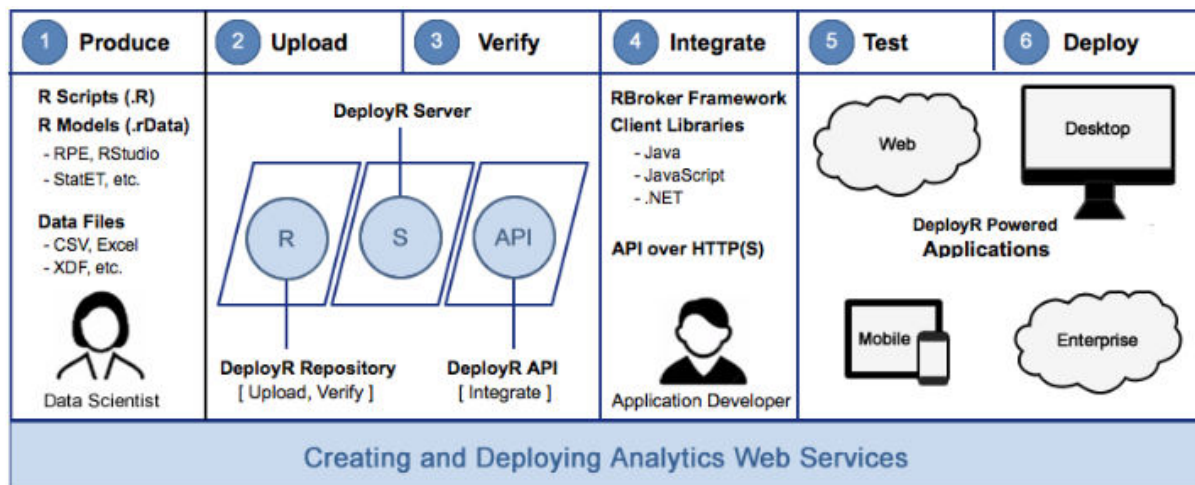 1 Produce
2 Upload
3 Verify
4 Integrate
5 Test
6 Deploy
R Scripts (.R)
R Models (.rData)
- RPE, RStudio
- StatET, etc.
Data Files
- CSV, Excel
- XDF, etc.
Data Scientist
DeployR Server
R
S
API
DeployR Repository
[ Upload, Verify ]
DeployR API
[ Integrate ]
RBroker Framework
Client Libraries
- Java
- JavaScript
- .NET
API over HTTP(S)
Application Developer
Web
Desktop
DeployR Powered
Applications
Mobile
Enterprise
Creating and Deploying Analytics Web Services